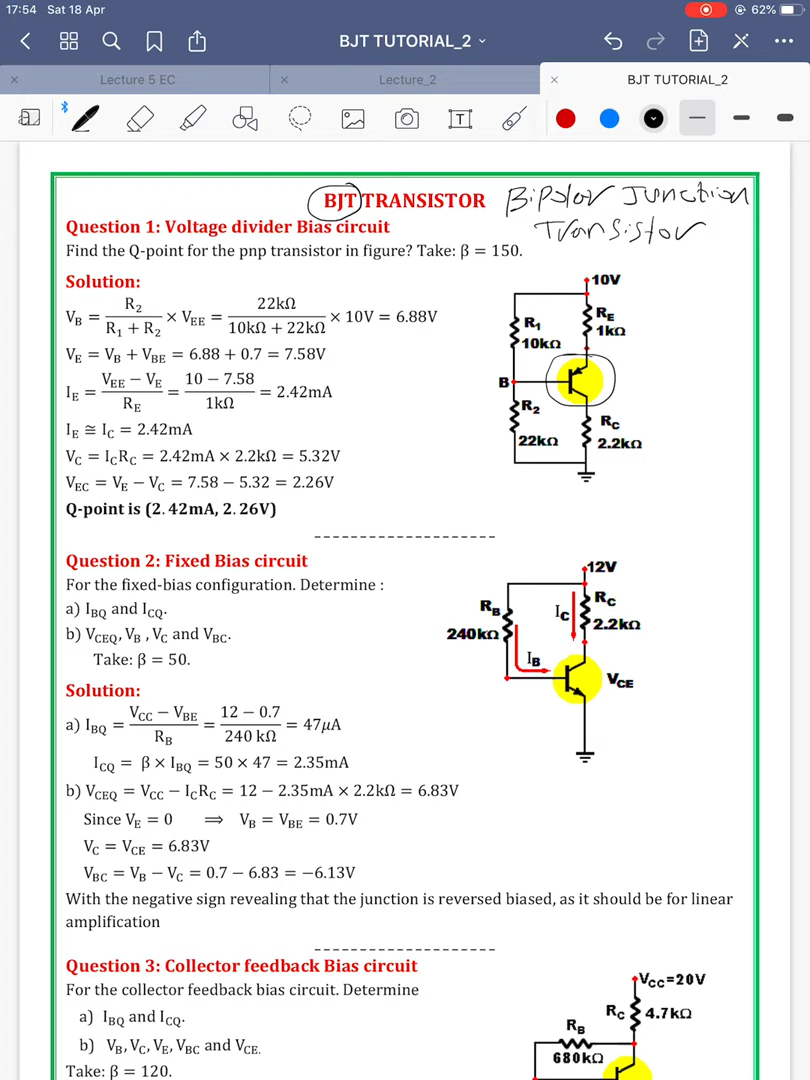 17:54 Sat 18 Apr
62%
BJT TUTORIAL_2
Lecture 5 EC
Lecture_2
BJT TUTORIAL_2
T
BJT TRANSISTOR Bipolar Junction
Transistor
Question 1: Voltage divider Bias circuit
Find the Q-point for the pnp transistor in figure? Take: β = 150.
Solution:
V_B = R_2 / (R_1 + R_2) × V_EE = 22kΩ / (10kΩ + 22kΩ) × 10V = 6.88V
V_E = V_B + V_BE = 6.88 + 0.7 = 7.58V
I_E = (V_EE − V_E) / R_E = (10 − 7.58) / 1kΩ = 2.42mA
I_E ≅ I_C = 2.42mA
V_C = I_C R_C = 2.42mA × 2.2kΩ = 5.32V
V_EC = V_E − V_C = 7.58 − 5.32 = 2.26V
Q-point is (2.42mA, 2.26V)
10V
R_1
10kΩ
R_E
1kΩ
B
R_2
22kΩ
R_C
2.2kΩ
Question 2: Fixed Bias circuit
For the fixed-bias configuration. Determine :
a) I_BQ and I_CQ.
b) V_CEQ, V_B , V_C and V_BC.
Take: β = 50.
Solution:
a) I_BQ = (V_CC − V_BE) / R_B = (12 − 0.7) / 240 kΩ = 47μA
I_CQ = β × I_BQ = 50 × 47 = 2.35mA
b) V_CEQ = V_CC − I_C R_C = 12 − 2.35mA × 2.2kΩ = 6.83V
Since V_E = 0 ⟹ V_B = V_BE = 0.7V
V_C = V_CE = 6.83V
V_BC = V_B − V_C = 0.7 − 6.83 = −6.13V
With the negative sign revealing that the junction is reversed biased, as it should be for linear
amplification
12V
R_B
240kΩ
I_C
R_C
2.2kΩ
I_B
V_CE
Question 3: Collector feedback Bias circuit
For the collector feedback bias circuit. Determine
a) I_BQ and I_CQ.
b) V_B, V_C, V_E, V_BC and V_CE.
Take: β = 120.
V_CC=20V
R_C
4.7kΩ
R_B
680kΩ